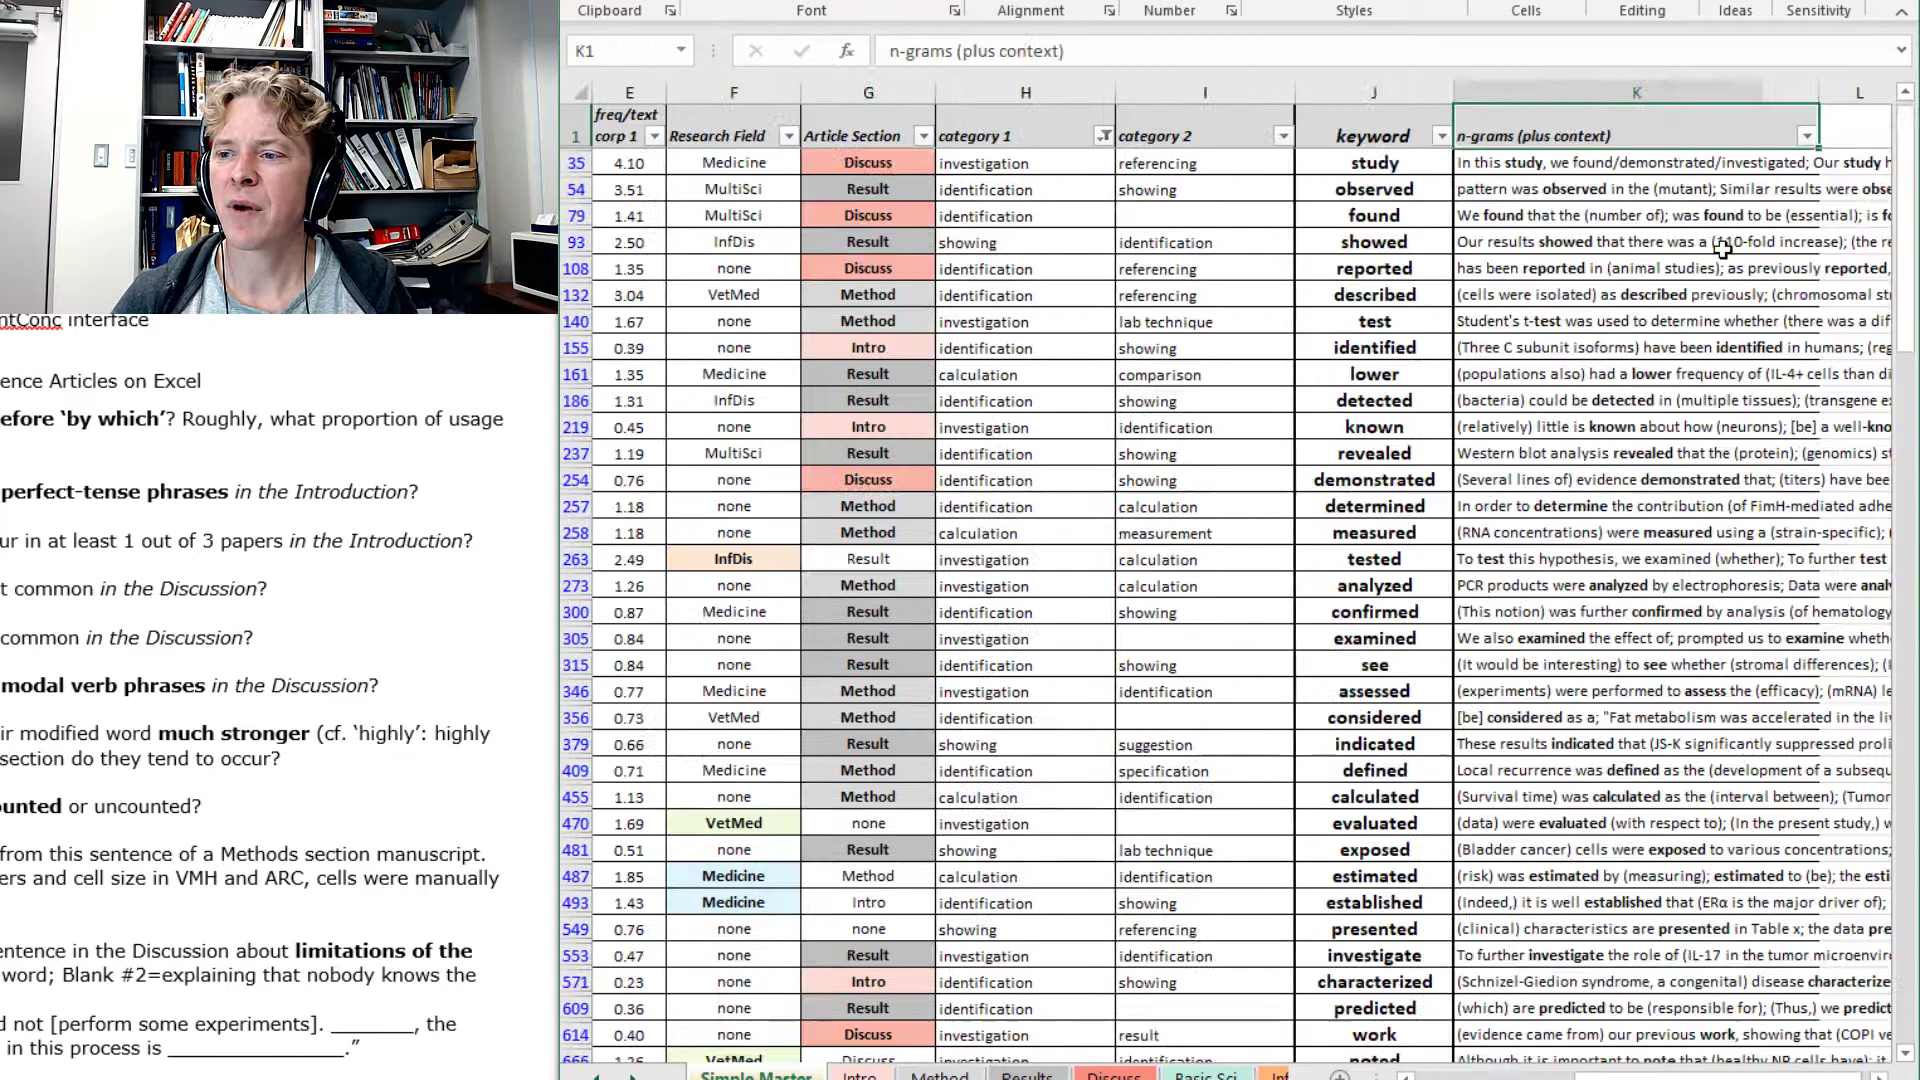 Clipboard Font Alignment Number Styles Cells Editing Ideas Sensitivity
K1 fx n-grams (plus context)
E F G H I J K L
freq/text
1 corp 1 Research Field Article Section category 1 category 2 keyword n-grams (plus context)
35 4.10 Medicine Discuss investigation referencing study In this study, we found/demonstrated/investigated; Our study
54 3.51 MultiSci Result identification showing observed pattern was observed in the (mutant); Similar results were
79 1.41 MultiSci Discuss identification found We found that the (number of); was found to be (essential); is
93 2.50 InfDis Result showing identification showed Our results showed that there was a 10-fold increase); (the
108 1.35 none Discuss identification referencing reported has been reported in (animal studies); as previously reported,
132 3.04 VetMed Method identification referencing described (cells were isolated) as described previously; (chromosomal
140 1.67 none Method investigation lab technique test Student's t-test was used to determine whether (there was a
155 0.39 none Intro identification showing identified (Three C subunit isoforms) have been identified in humans;
161 1.35 Medicine Result calculation comparison lower (populations also) had a lower frequency of (IL-4+ cells than
186 1.31 InfDis Result identification showing detected (bacteria) could be detected in (multiple tissues); (transgene
219 0.45 none Intro investigation identification known (relatively) little is known about how (neurons); [be] a well-
237 1.19 MultiSci Result identification showing revealed Western blot analysis revealed that the (protein); (genomics)
254 0.76 none Discuss identification showing demonstrated (Several lines of) evidence demonstrated that; (titers) have
257 1.18 none Method identification calculation determined In order to determine the contribution (of FimH-mediated
258 1.18 none Method calculation measurement measured (RNA concentrations) were measured using a (strain-specific);
263 2.49 InfDis Result investigation calculation tested To test this hypothesis, we examined (whether); To further test
273 1.26 none Method investigation calculation analyzed PCR products were analyzed by electrophoresis; Data were
300 0.87 Medicine Result identification showing confirmed (This notion) was further confirmed by analysis (of hematology
305 0.84 none Result investigation examined We also examined the effect of; prompted us to examine
315 0.84 none Result identification showing see (It would be interesting) to see whether (stromal differences);
346 0.77 Medicine Method investigation identification assessed (experiments) were performed to assess the (efficacy); (mRNA)
356 0.73 VetMed Method identification considered [be] considered as a; "Fat metabolism was accelerated in the
379 0.66 none Result showing suggestion indicated These results indicated that (JS-K significantly suppressed
409 0.71 Medicine Method identification specification defined Local recurrence was defined as the (development of a
455 1.13 none Method calculation identification calculated (Survival time) was calculated as the (interval between);
470 1.69 VetMed none investigation evaluated (data) were evaluated (with respect to); (In the present study,)
481 0.51 none Result showing lab technique exposed (Bladder cancer) cells were exposed to various concentrations;
487 1.85 Medicine Method calculation identification estimated (risk) was estimated by (measuring); estimated to (be); the
493 1.43 Medicine Intro identification showing established (Indeed,) it is well established that (ERα is the major driver of);
549 0.76 none none showing referencing presented (clinical) characteristics are presented in Table x; the data
553 0.47 none Result investigation identification investigate To further investigate the role of (IL-17 in the tumor
571 0.23 none Intro identification showing characterized (Schnizel-Giedion syndrome, a congenital) disease
609 0.36 none Result identification predicted (which) are predicted to be (responsible for); (Thus,) we
614 0.40 none Discuss investigation result work (evidence came from) our previous work, showing that (COPI
666 1.26 VetMed Discuss investigation identification noted Although it is important to note that (healthy NP cells have); it
Simple Master Intro Method Results Discuss Basic Sci Inf
ntConc interface
ence Articles on Excel
efore ‘by which’? Roughly, what proportion of usage
perfect-tense phrases in the Introduction?
ur in at least 1 out of 3 papers in the Introduction?
t common in the Discussion?
common in the Discussion?
modal verb phrases in the Discussion?
ir modified word much stronger (cf. ‘highly’: highly
section do they tend to occur?
ounted or uncounted?
from this sentence of a Methods section manuscript.
ers and cell size in VMH and ARC, cells were manually
entence in the Discussion about limitations of the
word; Blank #2=explaining that nobody knows the
d not [perform some experiments]. _______, the
in this process is _______________.”